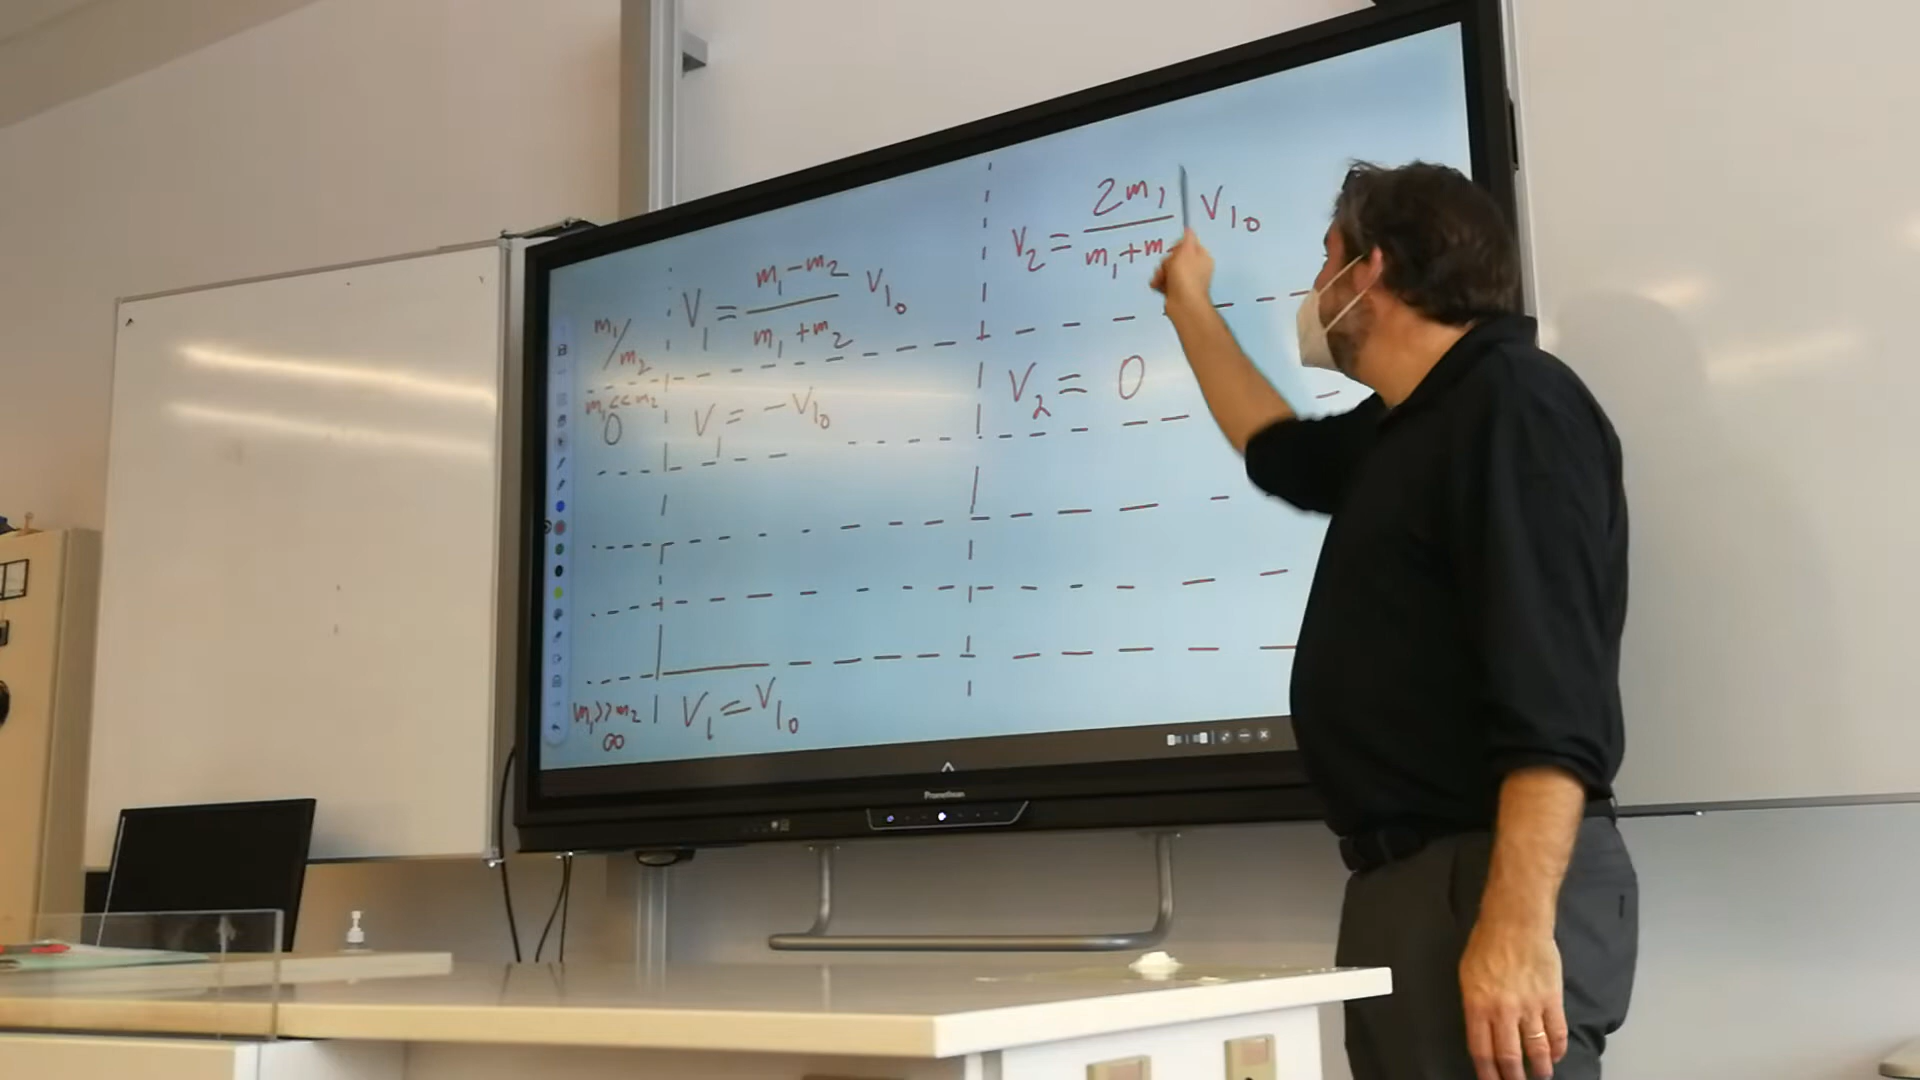 m₁/m₂
V₁ = (m₁ - m₂)/(m₁ + m₂) V₁₀
V₂ = 2m₁/(m₁ + m V₁₀
m₁ << m₂
0
V₁ = -V₁₀
V₂ = 0
m₁ >> m₂
∞
V₁ = V₁₀
Promethean